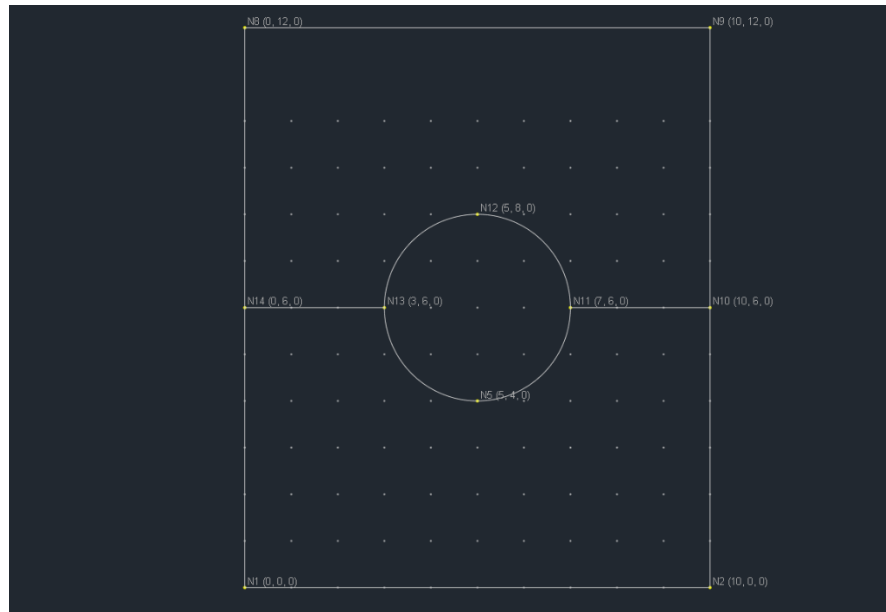 N8 (0, 12, 0)
N9 (10, 12, 0)
N12 (5, 8, 0)
N14 (0, 6, 0)
N13 (3, 6, 0)
N11 (7, 6, 0)
N10 (10, 6, 0)
N5 (5, 4, 0)
N1 (0, 0, 0)
N2 (10, 0, 0)